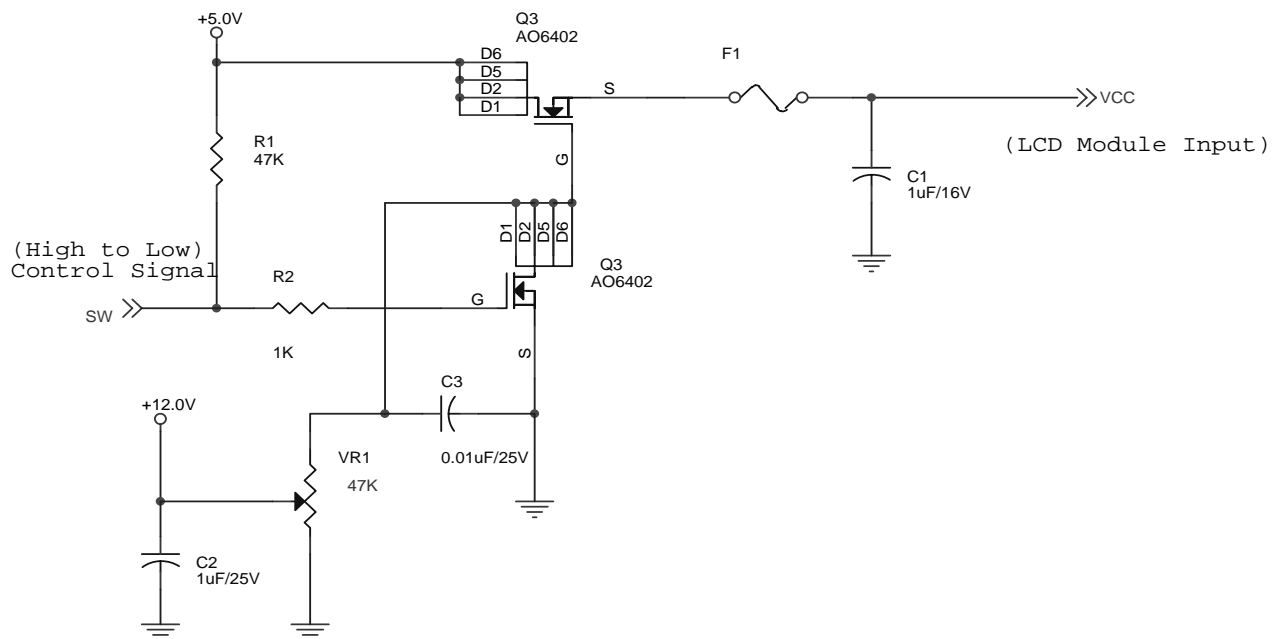 +5.0V
Q3
AO6402
D6
D5
D2
D1
S
F1
VCC
(LCD Module Input)
R1
47K
G
C1
1uF/16V
D1
D2
D5
D6
(High to Low)
Control Signal
Q3
AO6402
R2
G
SW
1K
S
C3
+12.0V
VR1
0.01uF/25V
47K
C2
1uF/25V